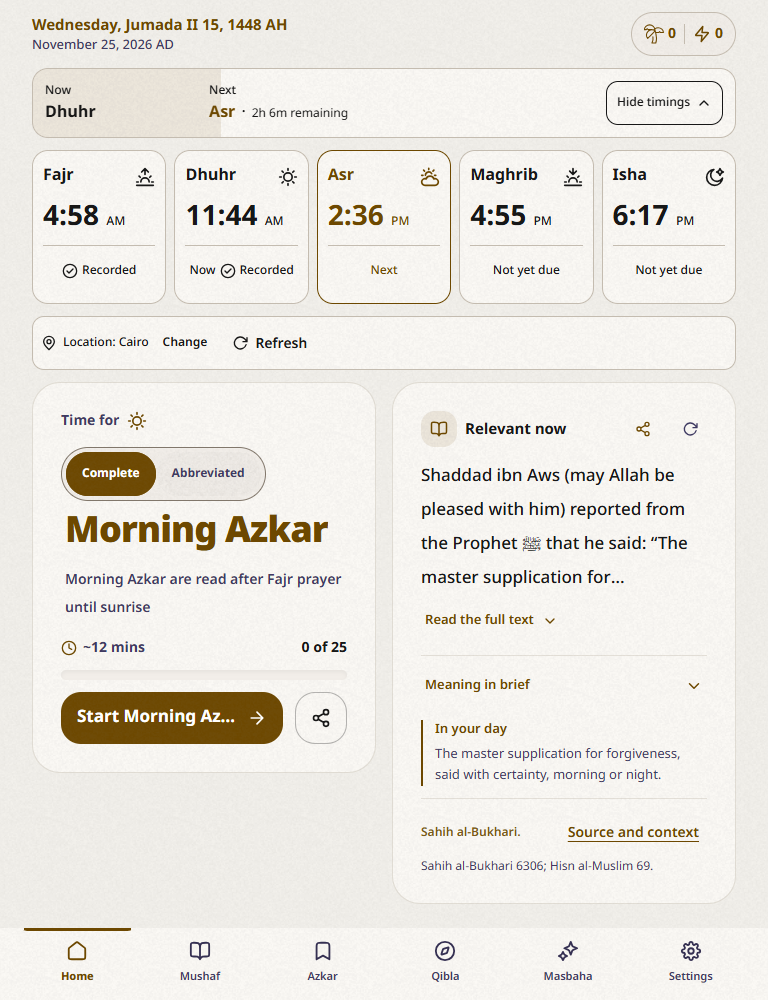 Wednesday, Jumada II 15, 1448 AH
November 25, 2026 AD
0
0
Now
Dhuhr
Next
Asr · 2h 6m remaining
Hide timings
Fajr
4:58 AM
Recorded
Dhuhr
11:44 AM
Now Recorded
Asr
2:36 PM
Next
Maghrib
4:55 PM
Not yet due
Isha
6:17 PM
Not yet due
Location: Cairo
Change
Refresh
Time for
Complete
Abbreviated
Morning Azkar
Morning Azkar are read after Fajr prayer
until sunrise
~12 mins
0 of 25
Start Morning Az...
Relevant now
Shaddad ibn Aws (may Allah be
pleased with him) reported from
the Prophet ﷺ that he said: “The
master supplication for...
Read the full text
Meaning in brief
In your day
The master supplication for forgiveness,
said with certainty, morning or night.
Sahih al-Bukhari.
Source and context
Sahih al-Bukhari 6306; Hisn al-Muslim 69.
Home
Mushaf
Azkar
Qibla
Masbaha
Settings